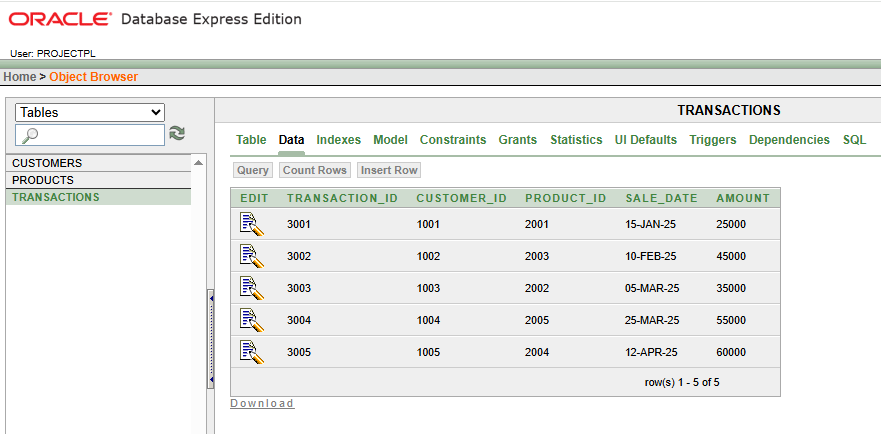 ORACLE® Database Express Edition
User: PROJECTPL
Home > Object Browser
Tables
CUSTOMERS
PRODUCTS
TRANSACTIONS
TRANSACTIONS
Table Data Indexes Model Constraints Grants Statistics UI Defaults Triggers Dependencies SQL
Query Count Rows Insert Row
EDIT TRANSACTION_ID CUSTOMER_ID PRODUCT_ID SALE_DATE AMOUNT
3001 1001 2001 15-JAN-25 25000
3002 1002 2003 10-FEB-25 45000
3003 1003 2002 05-MAR-25 35000
3004 1004 2005 25-MAR-25 55000
3005 1005 2004 12-APR-25 60000
row(s) 1 - 5 of 5
Download